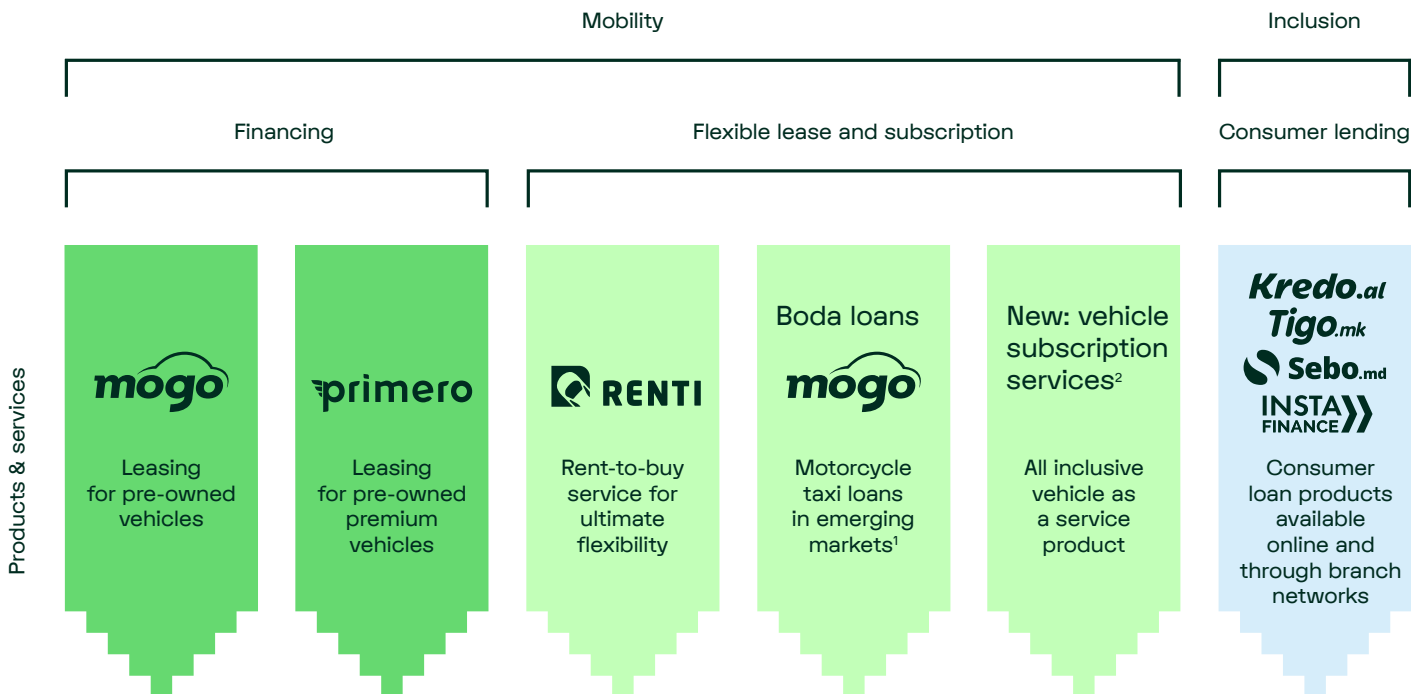 Mobility
Inclusion
Financing
Flexible lease and subscription
Consumer lending
Products & services
mogo
Leasing
for pre-owned
vehicles
primero
Leasing
for pre-owned
premium
vehicles
RENTI
Rent-to-buy
service for
ultimate
flexibility
Boda loans
mogo
Motorcycle
taxi loans
in emerging
markets¹
New: vehicle
subscription
services²
All inclusive
vehicle as
a service
product
Kredo.al
Tigo.mk
Sebo.md
INSTA
FINANCE
Consumer
loan products
available
online and
through branch
networks